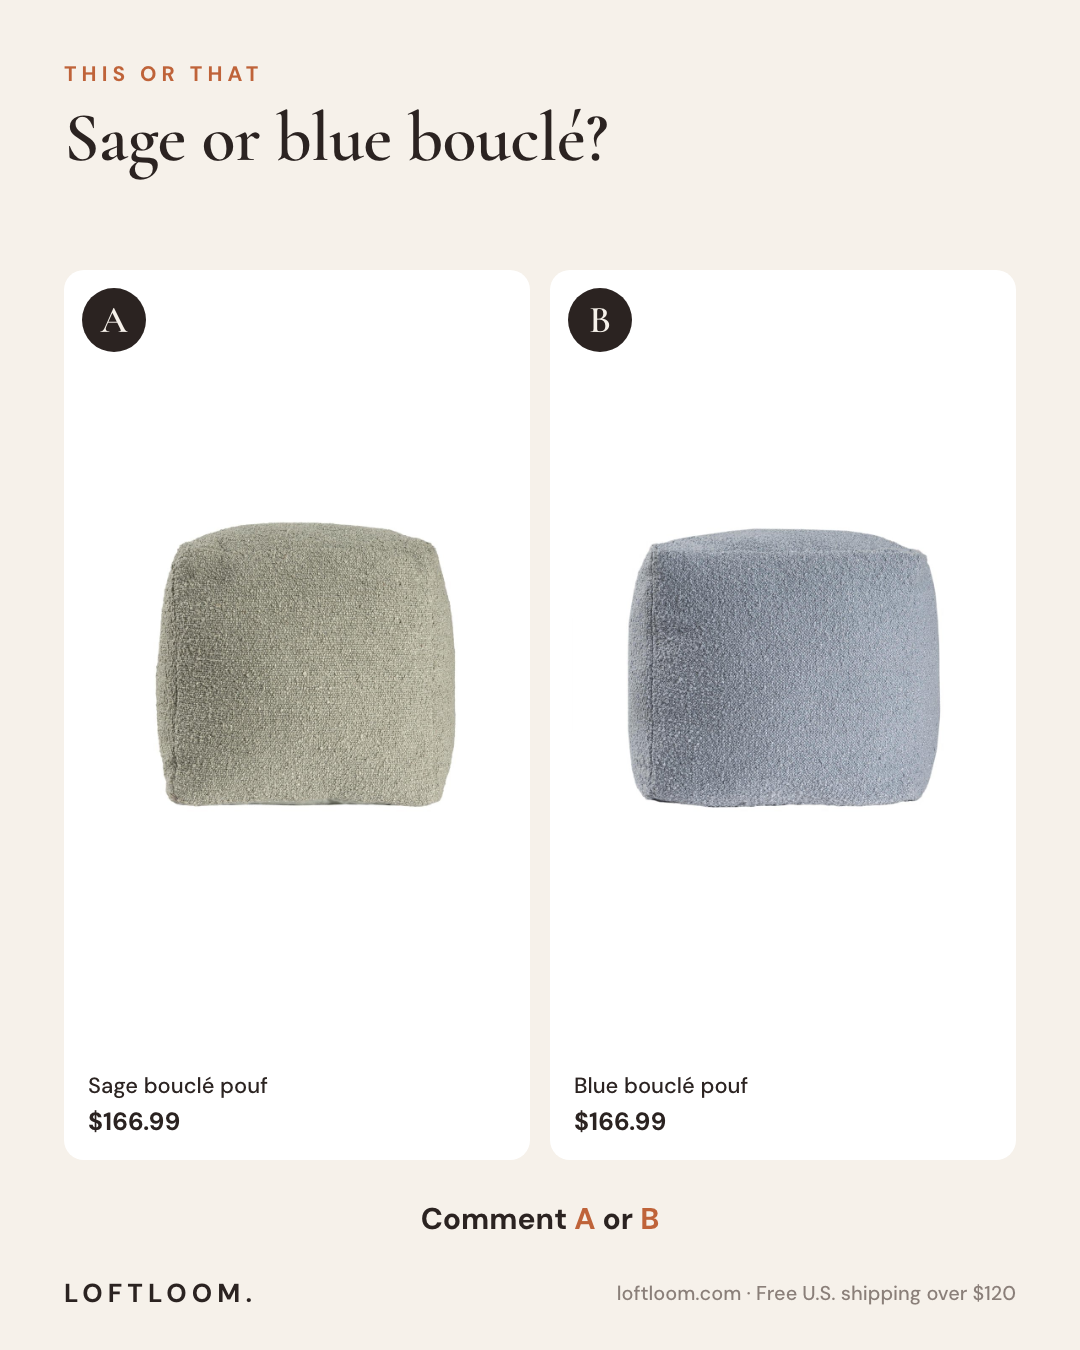 THIS OR THAT
Sage or blue bouclé?
A
B
Sage bouclé pouf
$166.99
Blue bouclé pouf
$166.99
Comment A or B
LOFTLOOM.
loftloom.com · Free U.S. shipping over $120